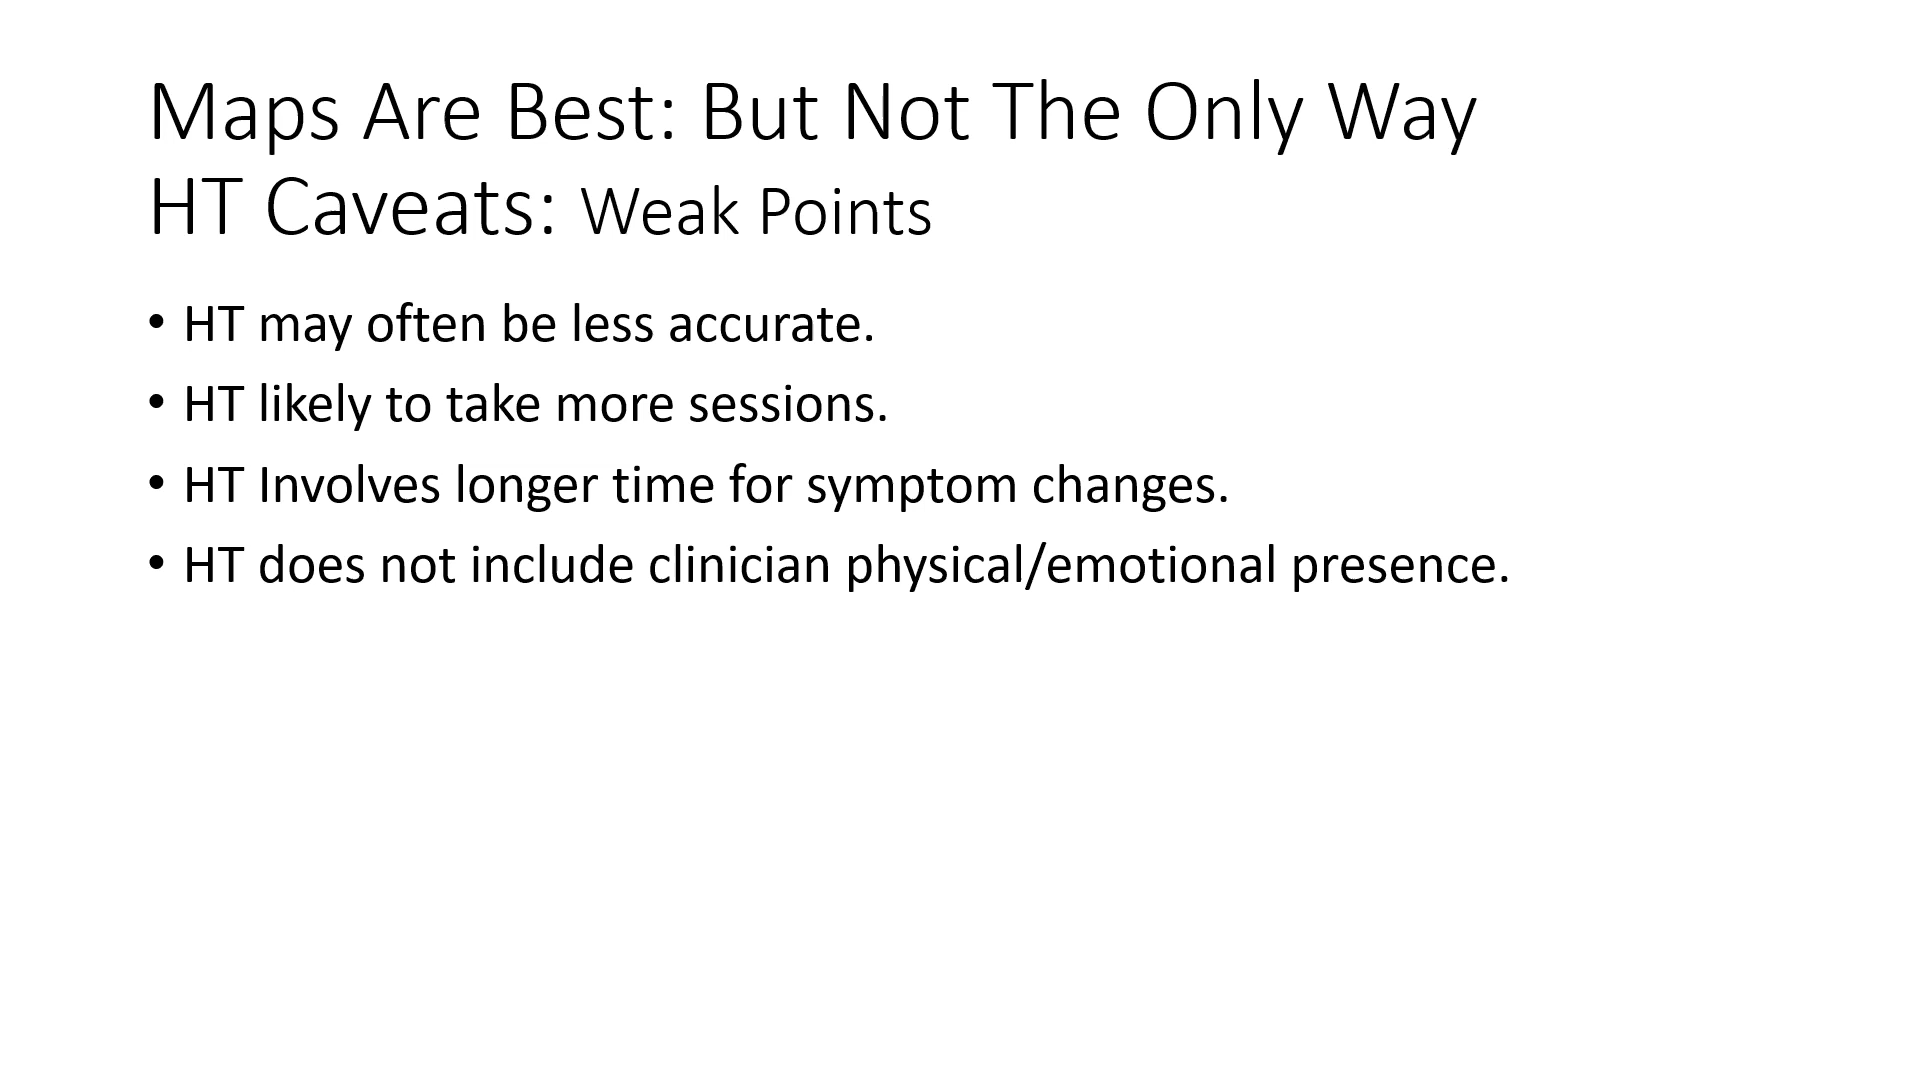 Maps Are Best: But Not The Only Way
HT Caveats: Weak Points
• HT may often be less accurate.
• HT likely to take more sessions.
• HT Involves longer time for symptom changes.
• HT does not include clinician physical/emotional presence.